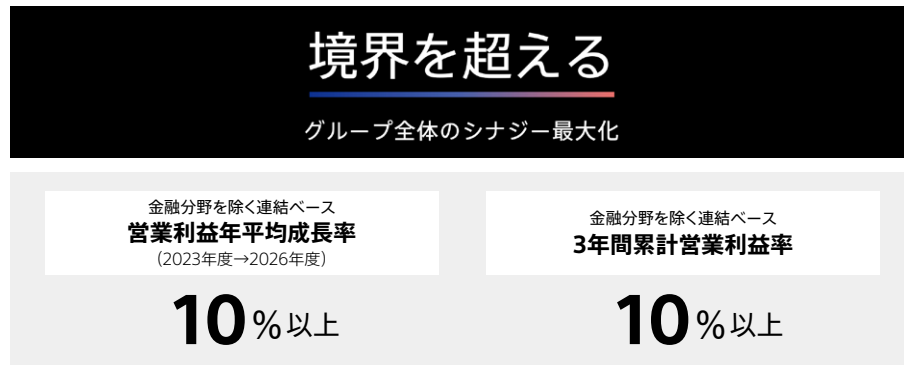 境界を超える
グループ全体のシナジー最大化
金融分野を除く連結ベース
営業利益年平均成長率
（2023年度→2026年度）
10%以上
金融分野を除く連結ベース
3年間累計営業利益率
10%以上